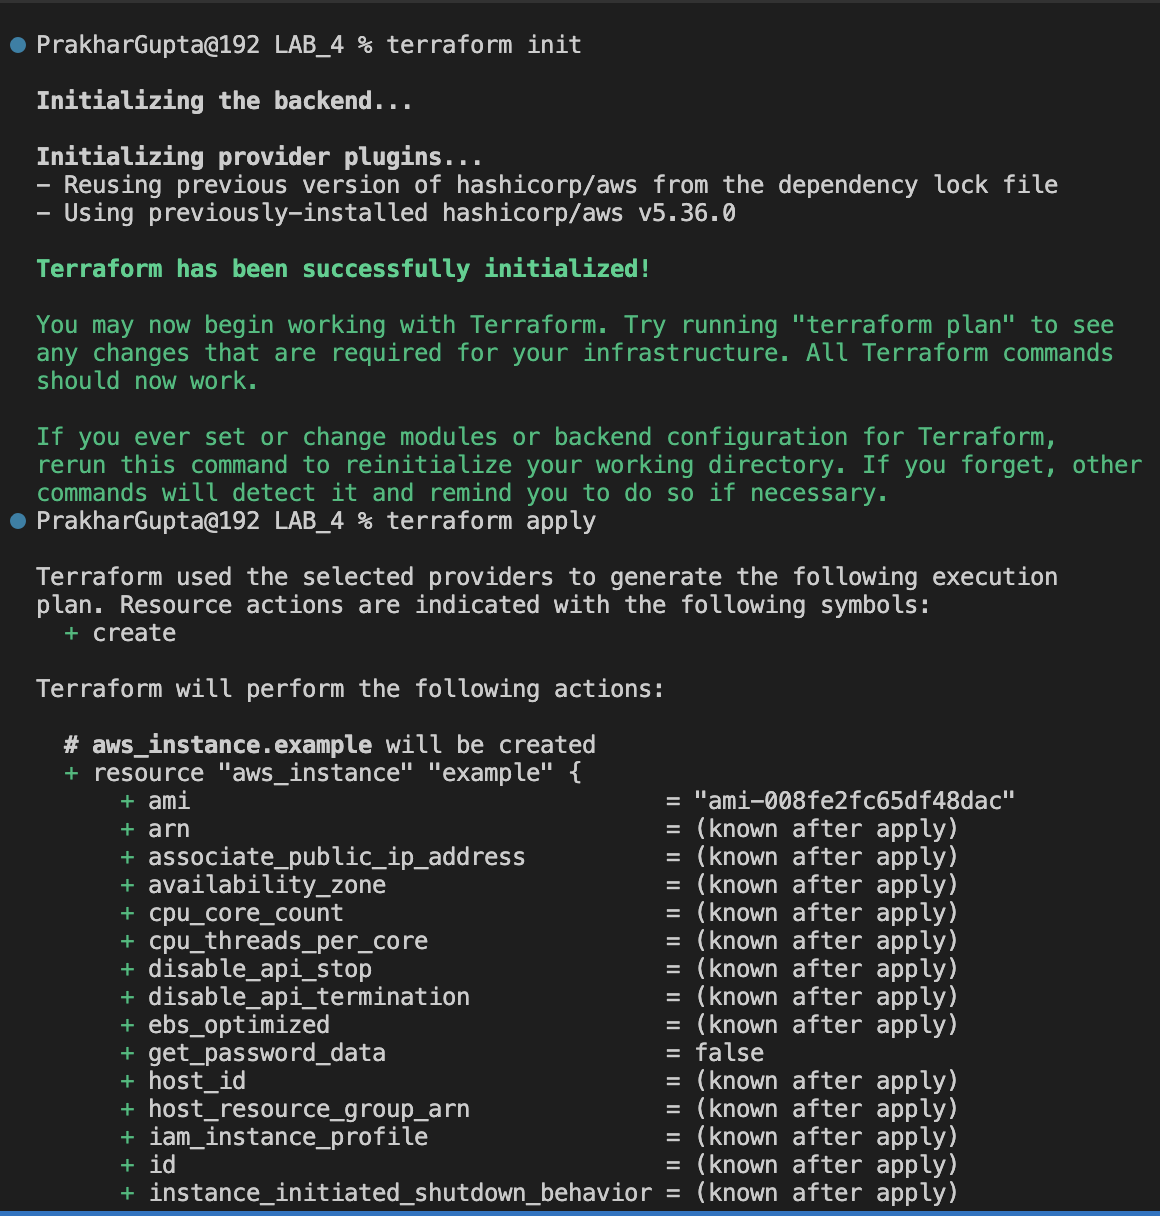 PrakharGupta@192 LAB_4 % terraform init
Initializing the backend...
Initializing provider plugins...
- Reusing previous version of hashicorp/aws from the dependency lock file
- Using previously-installed hashicorp/aws v5.36.0
Terraform has been successfully initialized!
You may now begin working with Terraform. Try running "terraform plan" to see
any changes that are required for your infrastructure. All Terraform commands
should now work.
If you ever set or change modules or backend configuration for Terraform,
rerun this command to reinitialize your working directory. If you forget, other
commands will detect it and remind you to do so if necessary.
PrakharGupta@192 LAB_4 % terraform apply
Terraform used the selected providers to generate the following execution
plan. Resource actions are indicated with the following symbols:
  + create
Terraform will perform the following actions:
  # aws_instance.example will be created
  + resource "aws_instance" "example" {
      + ami                                  = "ami-008fe2fc65df48dac"
      + arn                                  = (known after apply)
      + associate_public_ip_address          = (known after apply)
      + availability_zone                    = (known after apply)
      + cpu_core_count                       = (known after apply)
      + cpu_threads_per_core                 = (known after apply)
      + disable_api_stop                     = (known after apply)
      + disable_api_termination              = (known after apply)
      + ebs_optimized                        = (known after apply)
      + get_password_data                    = false
      + host_id                              = (known after apply)
      + host_resource_group_arn              = (known after apply)
      + iam_instance_profile                 = (known after apply)
      + id                                   = (known after apply)
      + instance_initiated_shutdown_behavior = (known after apply)